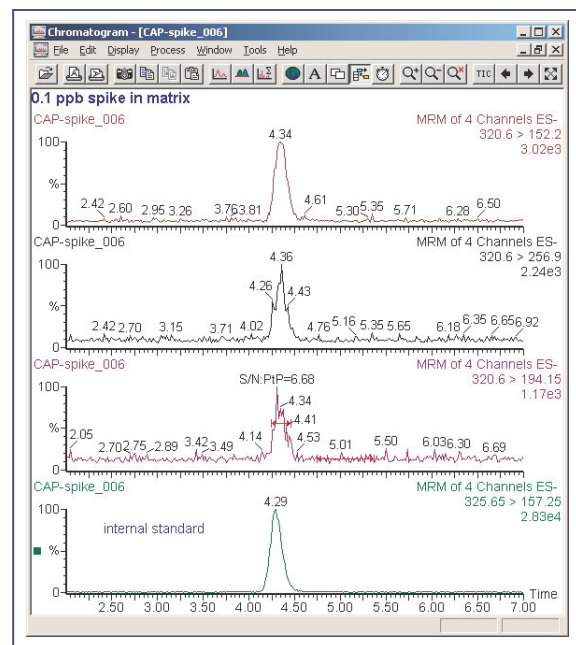 Chromatogram - [CAP-spike_006]
File Edit Display Process Window Tools Help
A TIC
0.1 ppb spike in matrix
CAP-spike_006 MRM of 4 Channels ES-
320.6 > 152.2
3.02e3
100
%
0
4.34
2.42 2.60 2.95 3.26 3.76 3.81 4.61 5.30 5.35 5.71 6.28 6.50
CAP-spike_006 MRM of 4 Channels ES-
320.6 > 256.9
2.24e3
100
%
0
4.36
4.26 4.43
2.42 2.70 3.15 3.71 4.02 4.76 5.16 5.35 5.65 6.18 6.35 6.65 6.92
CAP-spike_006 MRM of 4 Channels ES-
320.6 > 194.15
1.17e3
100
%
0
S/N:PtP=6.68
4.34
4.41
2.05 2.70 2.75 2.89 3.42 3.49 4.14 4.53 5.01 5.50 6.03 6.30 6.69
CAP-spike_006 MRM of 4 Channels ES-
325.65 > 157.25
2.83e4
100
%
0
4.29
internal standard
Time
2.50 3.00 3.50 4.00 4.50 5.00 5.50 6.00 6.50 7.00